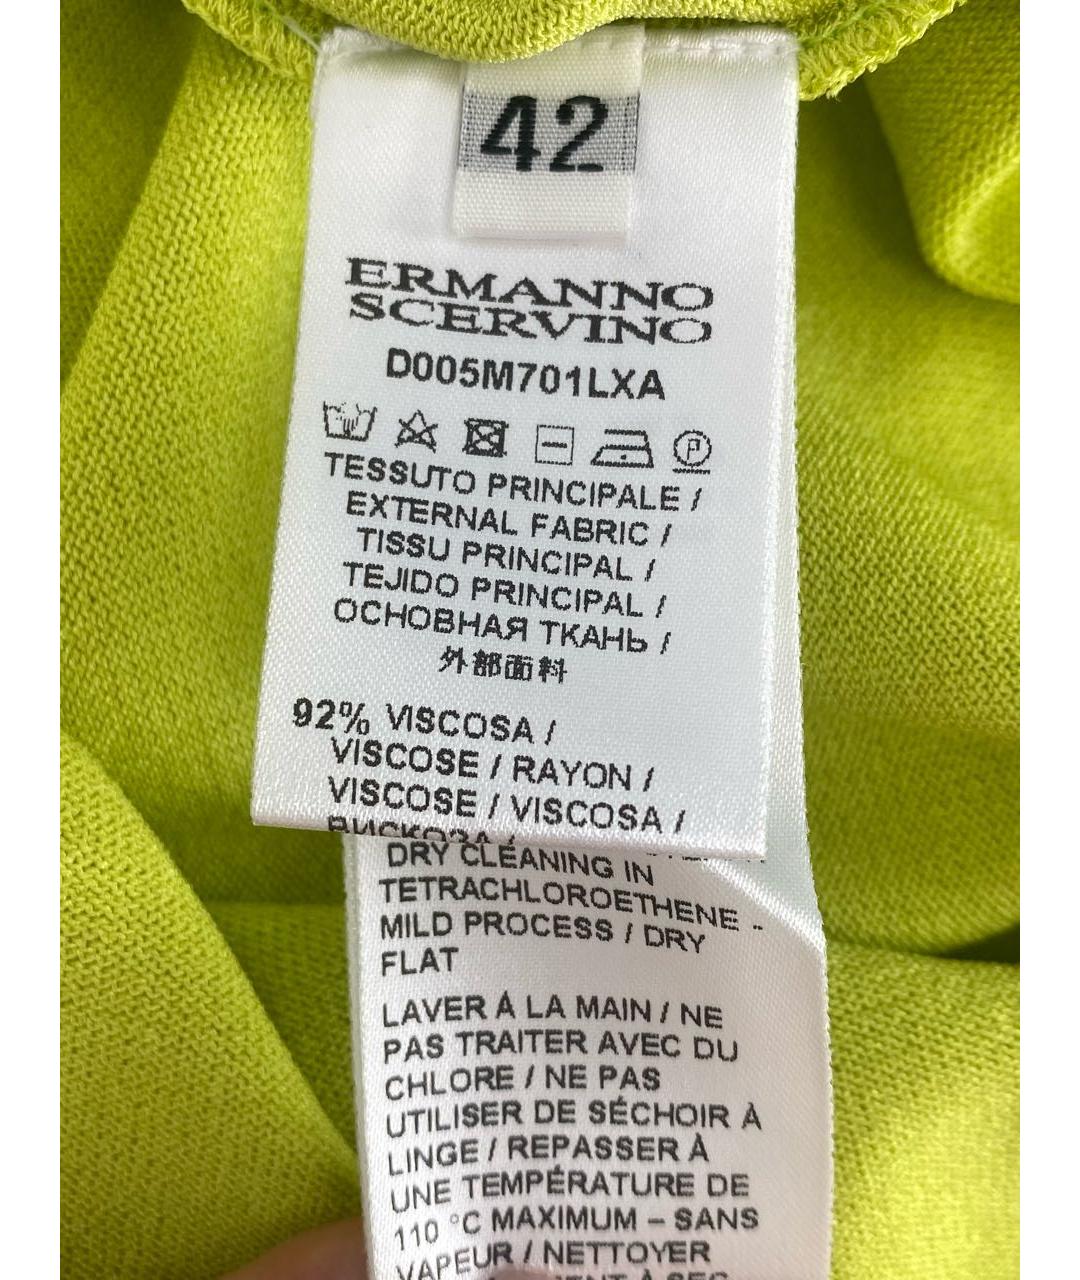 42
ERMANNO
SCERVINO
D005M701LXA
P
TESSUTO PRINCIPALE /
EXTERNAL FABRIC /
TISSU PRINCIPAL /
TEJIDO PRINCIPAL /
ОСНОВНАЯ ТКАНЬ /
外部面料
92% VISCOSA /
VISCOSE / RAYON /
VISCOSE / VISCOSA /
ВИСКОЗА /
DRY CLEANING IN
TETRACHLOROETHENE -
MILD PROCESS / DRY
FLAT
LAVER À LA MAIN / NE
PAS TRAITER AVEC DU
CHLORE / NE PAS
UTILISER DE SÉCHOIR À
LINGE / REPASSER À
UNE TEMPÉRATURE DE
110 °C MAXIMUM – SANS
VAPEUR / NETTOYER
À SEC